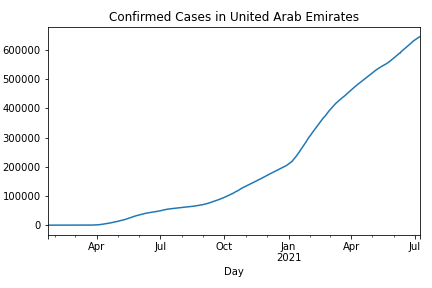 Confirmed Cases in United Arab Emirates
600000
500000
400000
300000
200000
100000
0
Apr Jul Oct Jan Apr Jul
2021
Day